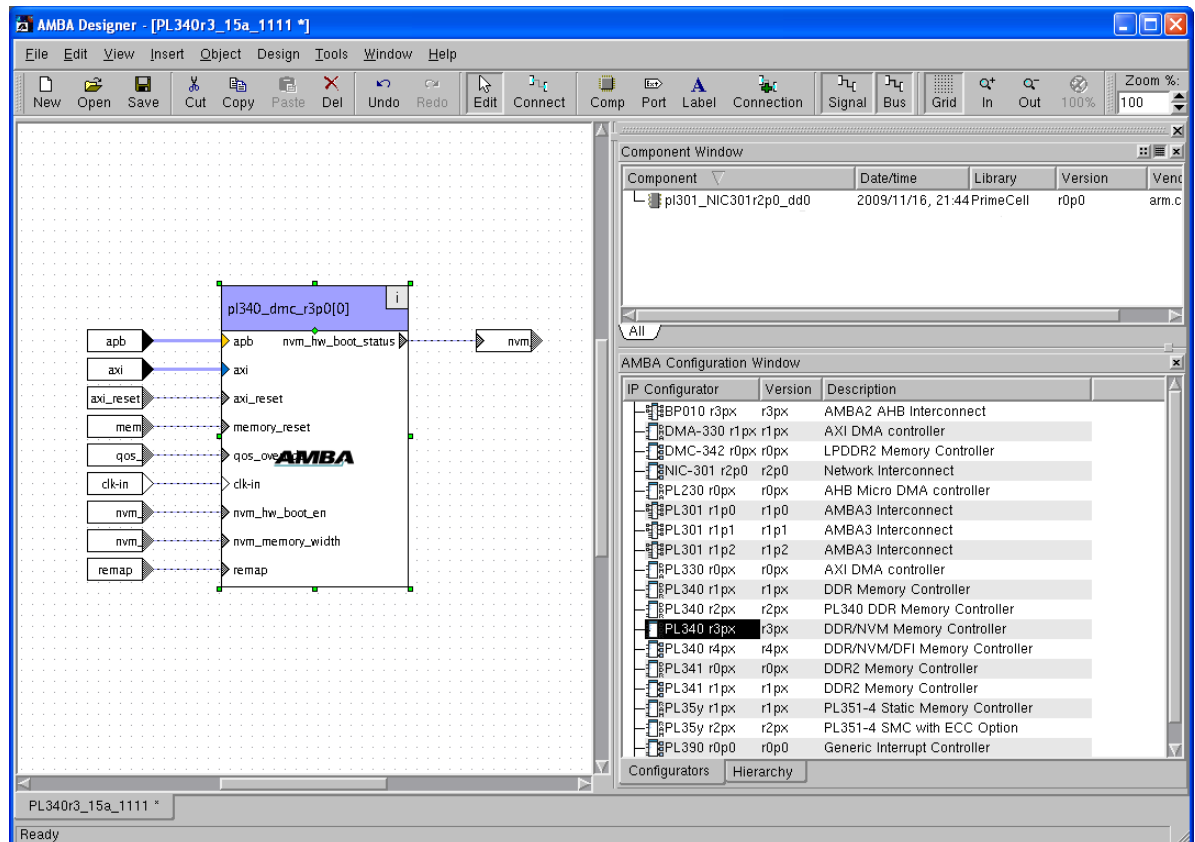 AMBA Designer - [PL340r3_15a_1111 *]
File Edit View Insert Object Design Tools Window Help
New Open Save Cut Copy Paste Del Undo Redo Edit Connect Comp Port Label Connection Signal Bus Grid In Out 100% Zoom %: 100
pl340_dmc_r3p0[0] i
apb apb nvm_hw_boot_status nvm_
axi axi
axi_reset axi_reset
mem memory_reset
qos_ qos_ove AMBA
clk-in clk-in
nvm_ nvm_hw_boot_en
nvm_ nvm_memory_width
remap remap
Component Window
Component Date/time Library Version Venc
pl301_NIC301r2p0_dd0 2009/11/16, 21:44 PrimeCell r0p0 arm.c
All
AMBA Configuration Window
IP Configurator Version Description
BP010 r3px r3px AMBA2 AHB Interconnect
DMA-330 r1px r1px AXI DMA controller
DMC-342 r0px r0px LPDDR2 Memory Controller
NIC-301 r2p0 r2p0 Network Interconnect
PL230 r0px r0px AHB Micro DMA controller
PL301 r1p0 r1p0 AMBA3 Interconnect
PL301 r1p1 r1p1 AMBA3 Interconnect
PL301 r1p2 r1p2 AMBA3 Interconnect
PL330 r0px r0px AXI DMA controller
PL340 r1px r1px DDR Memory Controller
PL340 r2px r2px PL340 DDR Memory Controller
PL340 r3px r3px DDR/NVM Memory Controller
PL340 r4px r4px DDR/NVM/DFI Memory Controller
PL341 r0px r0px DDR2 Memory Controller
PL341 r1px r1px DDR2 Memory Controller
PL35y r1px r1px PL351-4 Static Memory Controller
PL35y r2px r2px PL351-4 SMC with ECC Option
PL390 r0p0 r0p0 Generic Interrupt Controller
Configurators Hierarchy
PL340r3_15a_1111 *
Ready